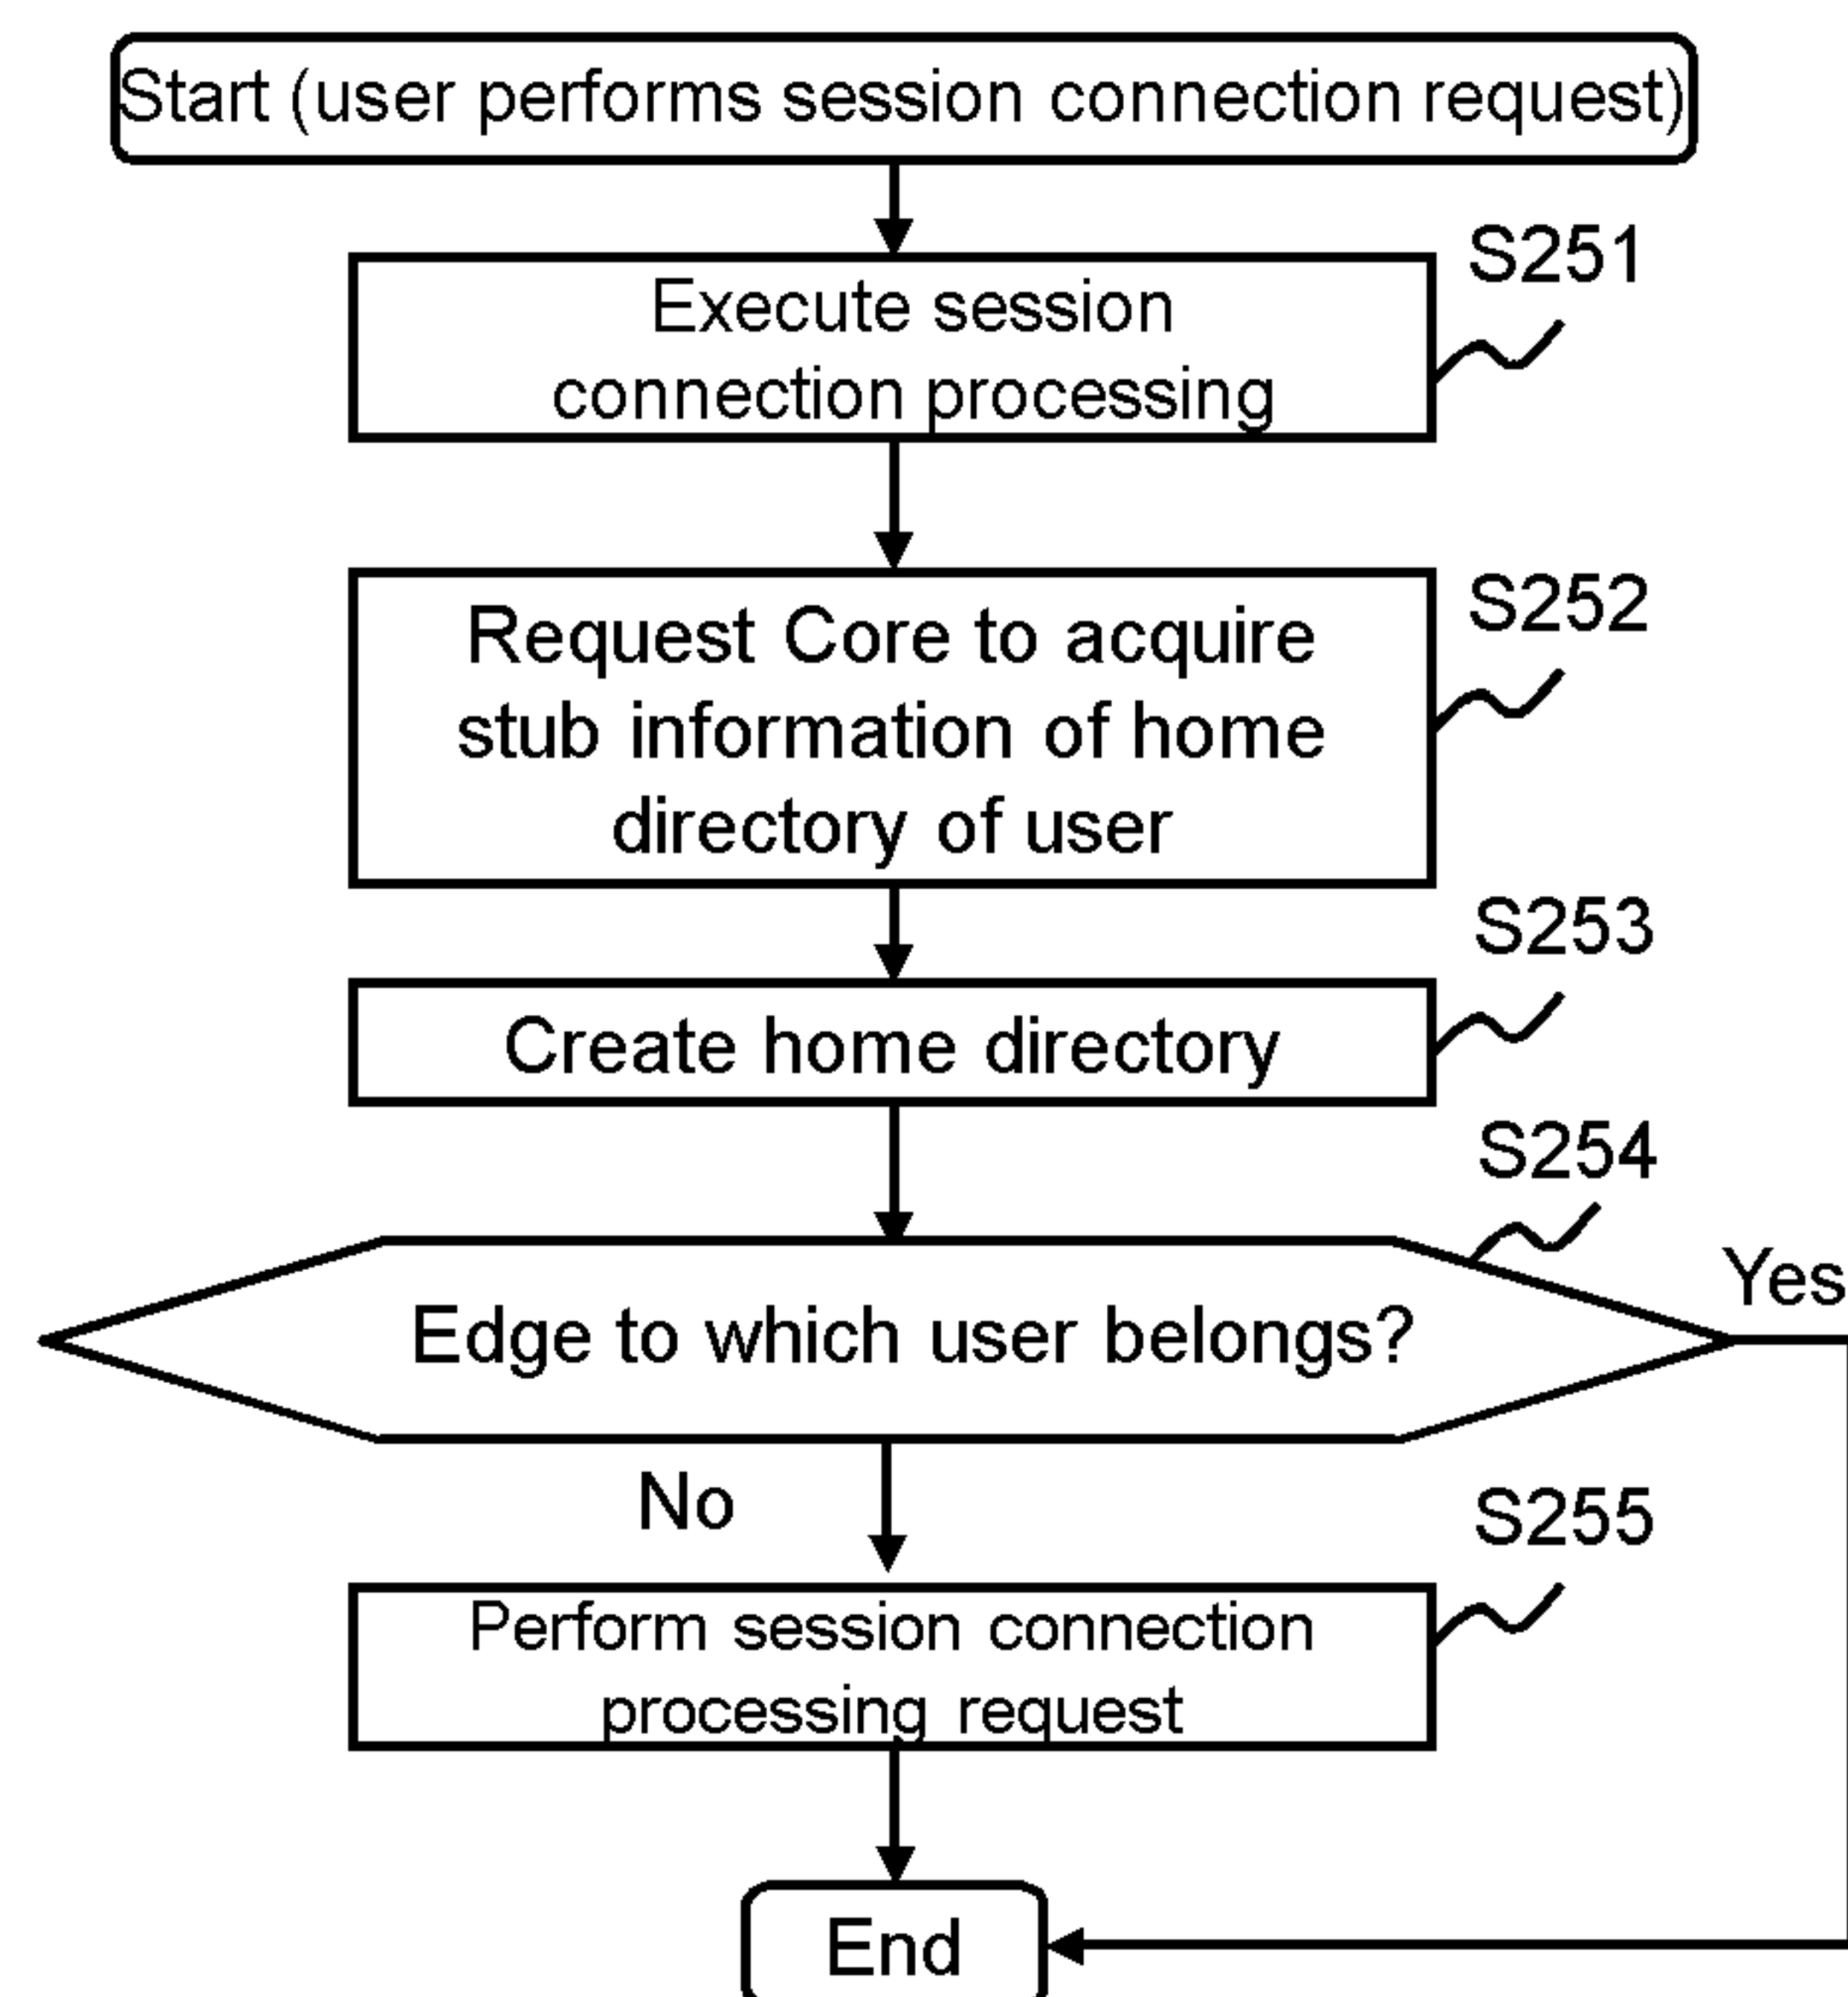 Start (user performs session connection request)
S251
Execute session
connection processing
S252
Request Core to acquire
stub information of home
directory of user
S253
Create home directory
S254
Edge to which user belongs?
Yes
No
S255
Perform session connection
processing request
End